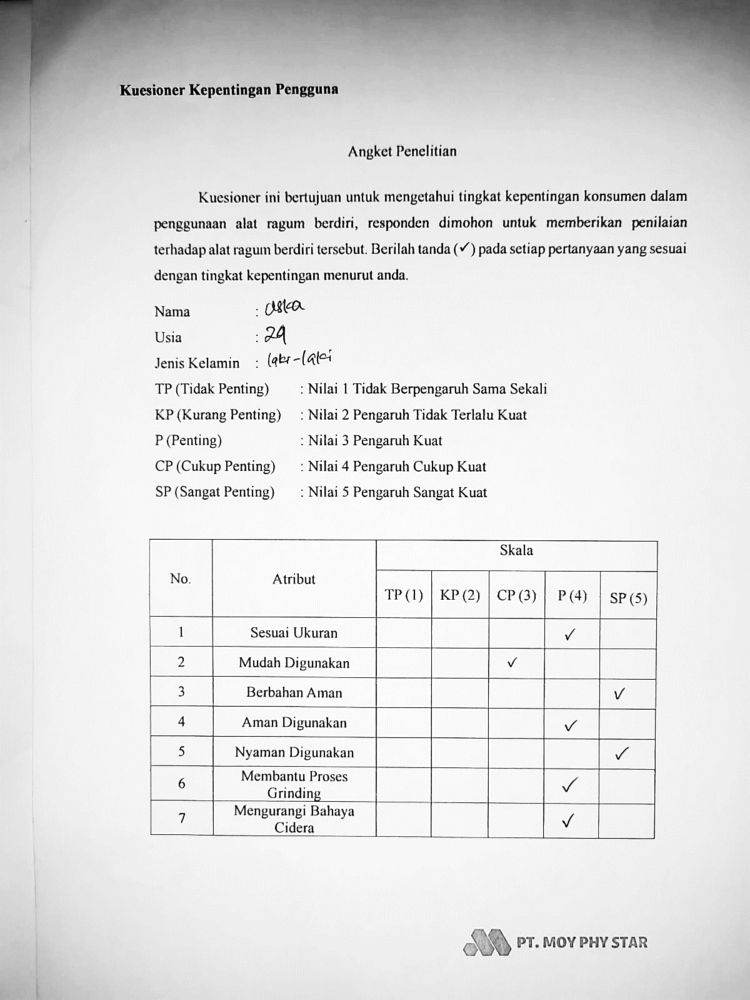 Kuesioner Kepentingan Pengguna
Angket Penelitian
Kuesioner ini bertujuan untuk mengetahui tingkat kepentingan konsumen dalam
penggunaan alat ragum berdiri, responden dimohon untuk memberikan penilaian
terhadap alat ragum berdiri tersebut. Berilah tanda (✓) pada setiap pertanyaan yang sesuai
dengan tingkat kepentingan menurut anda.
Nama : Aska
Usia : 29
Jenis Kelamin : laki-laki
TP (Tidak Penting) : Nilai 1 Tidak Berpengaruh Sama Sekali
KP (Kurang Penting) : Nilai 2 Pengaruh Tidak Terlalu Kuat
P (Penting) : Nilai 3 Pengaruh Kuat
CP (Cukup Penting) : Nilai 4 Pengaruh Cukup Kuat
SP (Sangat Penting) : Nilai 5 Pengaruh Sangat Kuat
No. Atribut Skala
TP (1) KP (2) CP (3) P (4) SP (5)
1 Sesuai Ukuran ✓
2 Mudah Digunakan ✓
3 Berbahan Aman ✓
4 Aman Digunakan ✓
5 Nyaman Digunakan ✓
6 Membantu Proses
Grinding ✓
7 Mengurangi Bahaya
Cidera ✓
PT. MOY PHY STAR